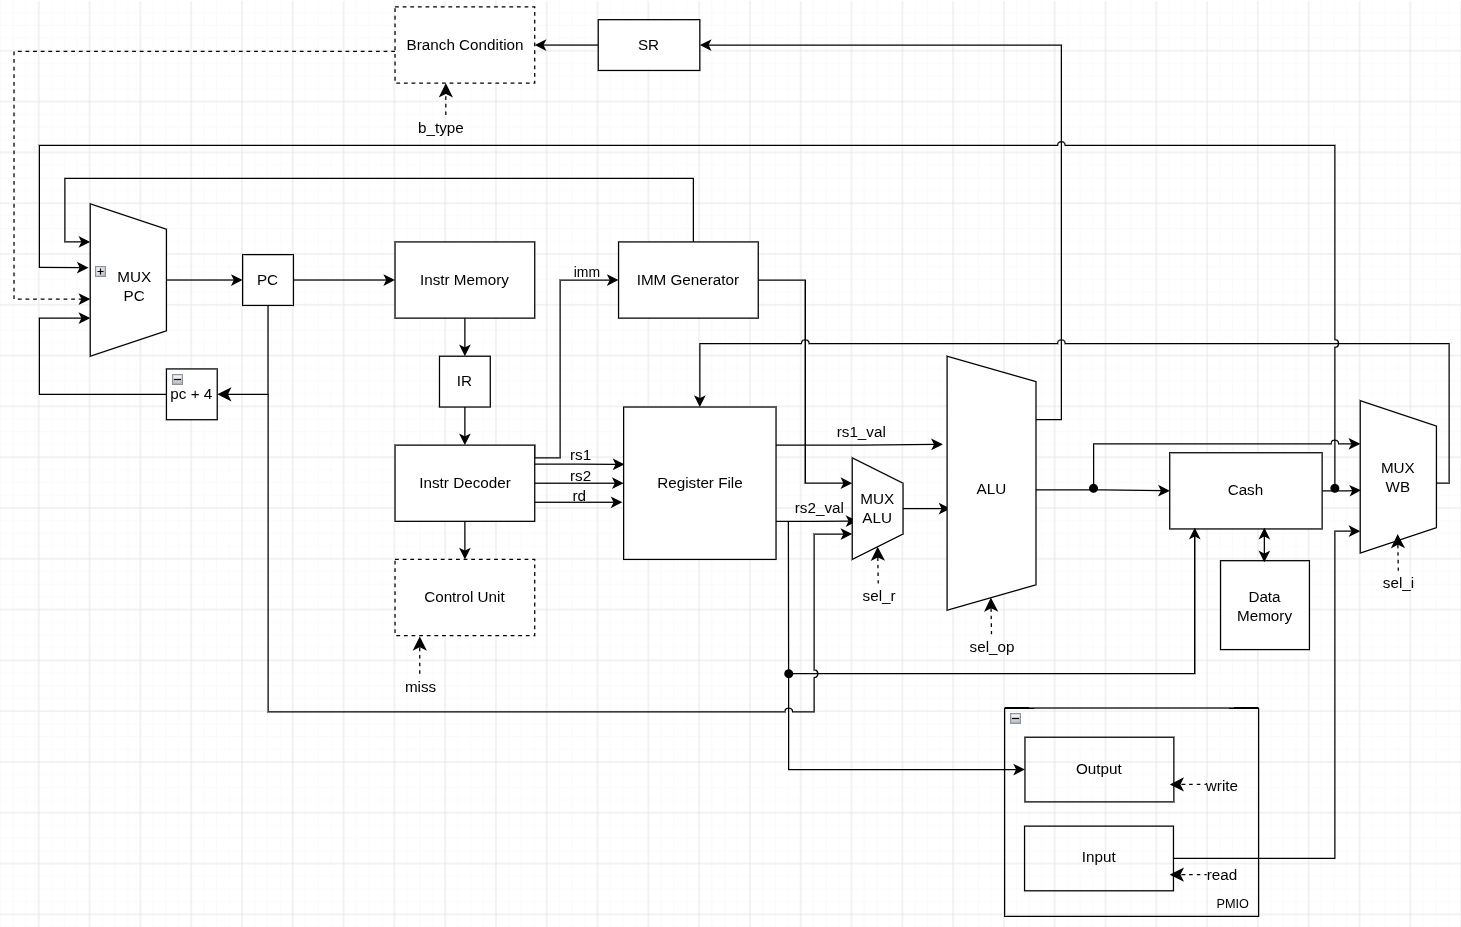 Branch Condition
SR
b_type
MUX
PC
PC
Instr Memory
imm
IMM Generator
pc + 4
IR
Instr Decoder
rs1
rs2
rd
Register File
rs1_val
rs2_val
MUX
ALU
sel_r
ALU
sel_op
Cash
MUX
WB
sel_i
Data
Memory
Control Unit
miss
Output
write
Input
read
PMIO